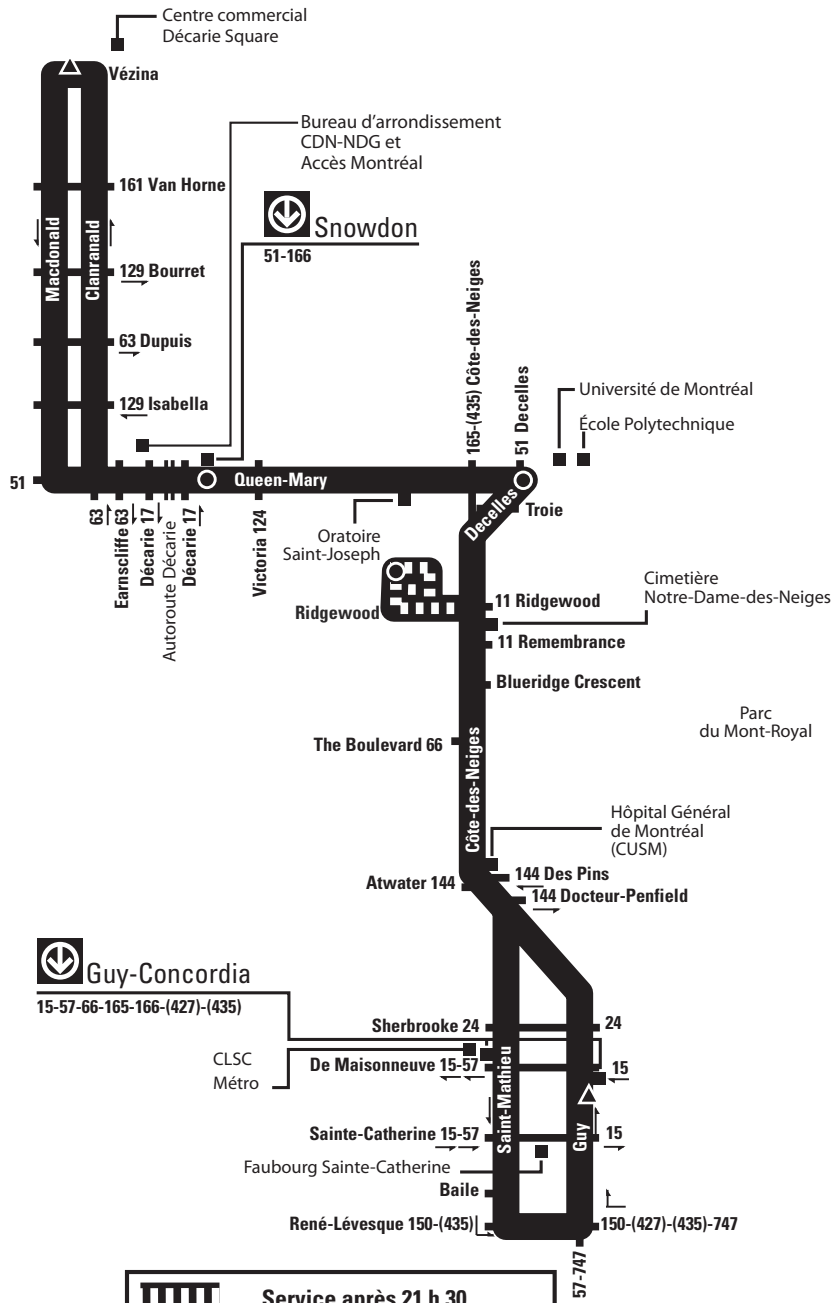 Centre commercial
Décarie Square
Vézina
Bureau d'arrondissement
CDN-NDG et
Accès Montréal
161 Van Horne
Snowdon
51-166
Macdonald
Clanranald
129 Bourret
63 Dupuis
129 Isabella
165-(435) Côte-des-Neiges
51 Decelles
Université de Montréal
École Polytechnique
51
Queen-Mary
63
Earnscliffe 63
Décarie 17
Autoroute Décarie
Décarie 17
Victoria 124
Oratoire
Saint-Joseph
Decelles
Troie
Ridgewood
11 Ridgewood
Cimetière
Notre-Dame-des-Neiges
11 Remembrance
Blueridge Crescent
Parc
du Mont-Royal
The Boulevard 66
Côte-des-Neiges
Hôpital Général
de Montréal
(CUSM)
Atwater 144
144 Des Pins
144 Docteur-Penfield
Guy-Concordia
15-57-66-165-166-(427)-(435)
Sherbrooke 24
24
CLSC
Métro
De Maisonneuve 15-57
15
Saint-Mathieu
Guy
Sainte-Catherine 15-57
15
Faubourg Sainte-Catherine
Baile
René-Lévesque 150-(435)
150-(427)-(435)-747
57-747
Service après 21 h 30